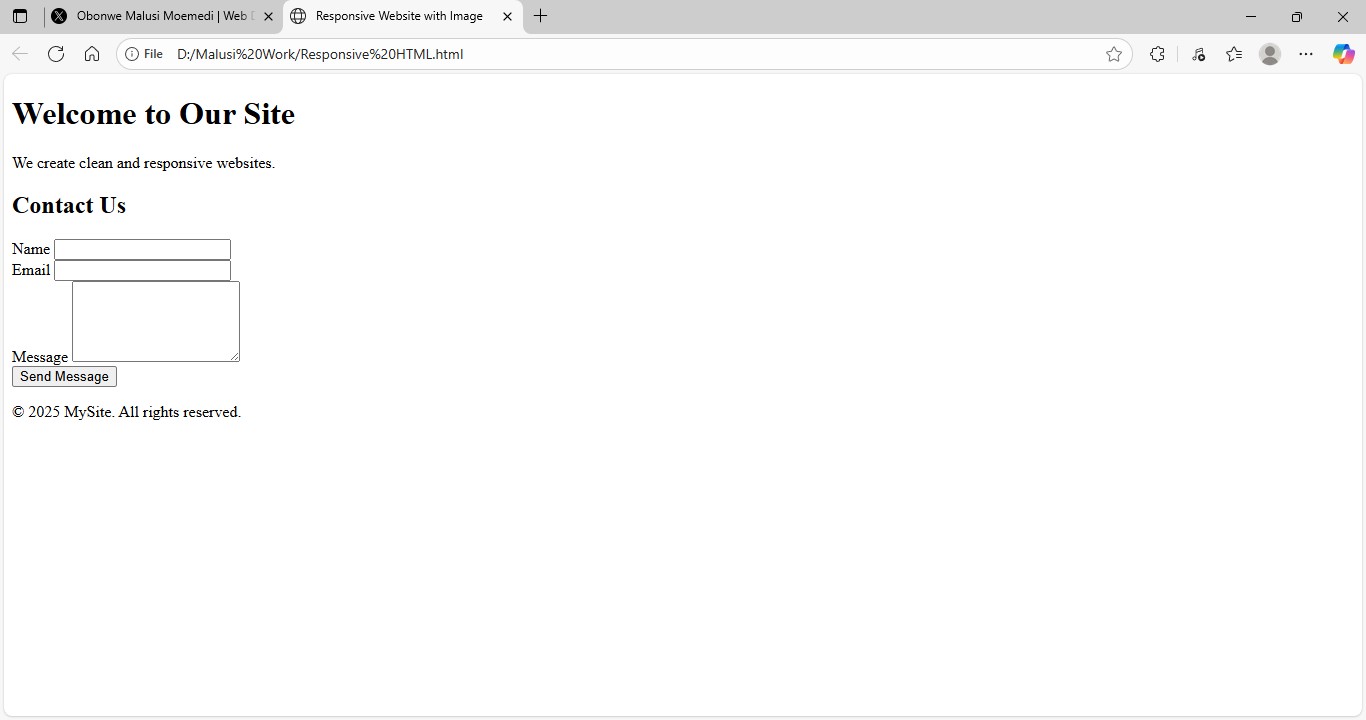 Obonwe Malusi Moemedi | Web
Responsive Website with Image
File D:/Malusi%20Work/Responsive%20HTML.html
Welcome to Our Site
We create clean and responsive websites.
Contact Us
Name
Email
Message
Send Message
© 2025 MySite. All rights reserved.